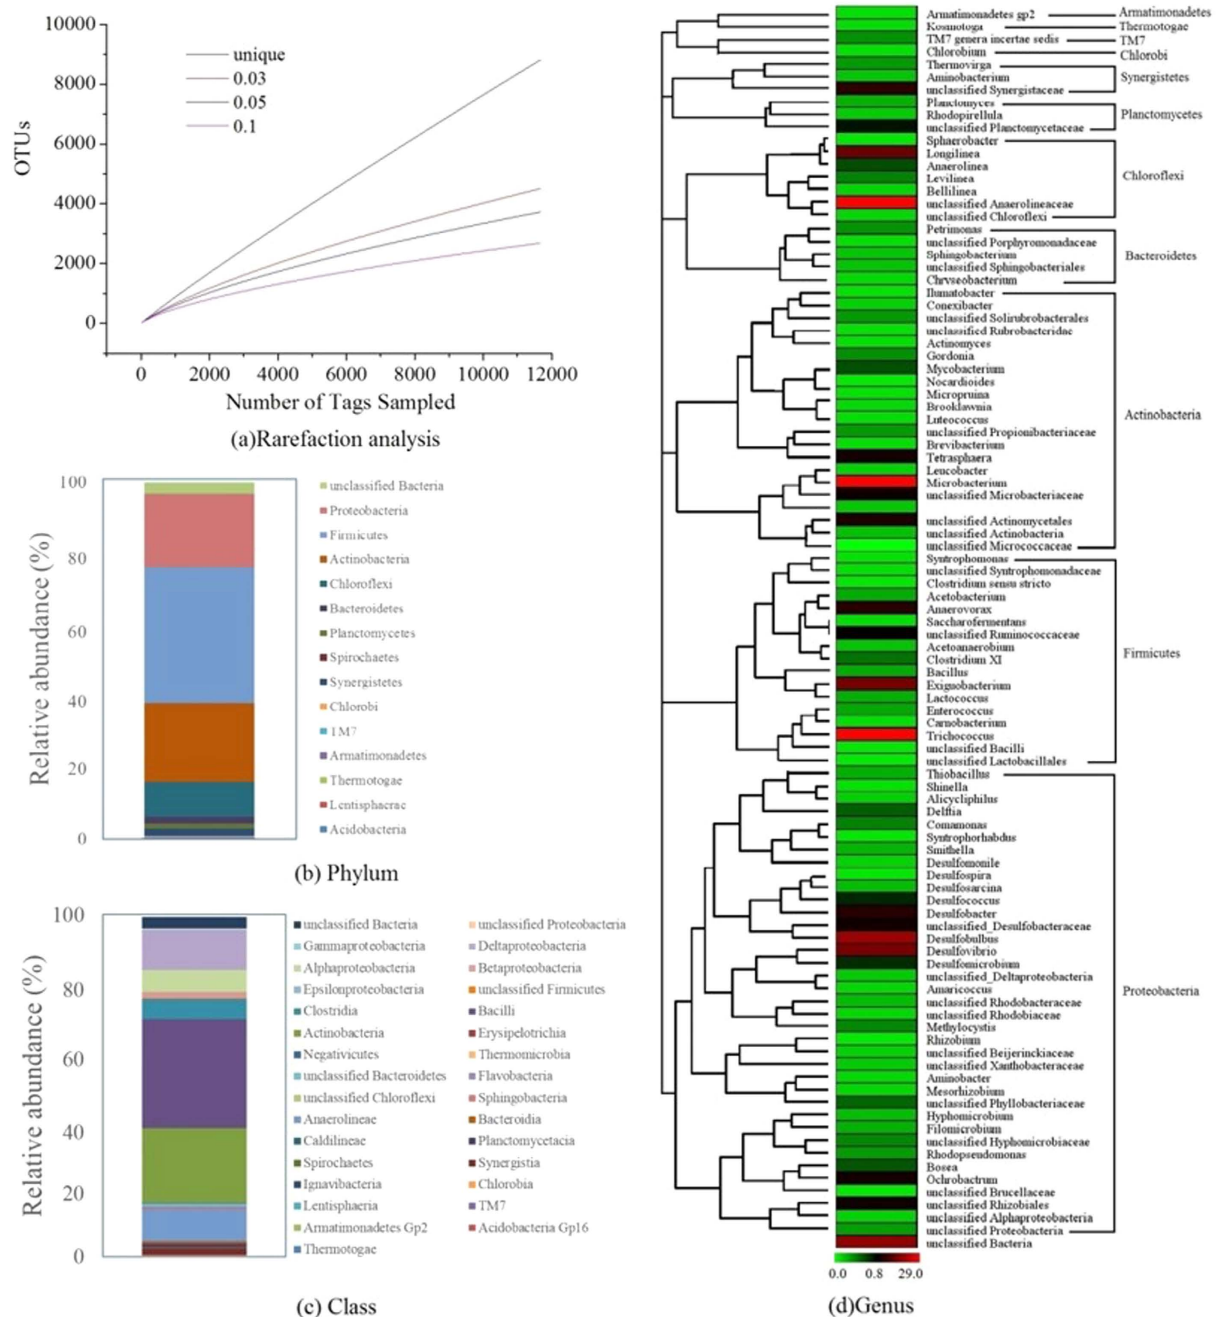 10000
8000
6000
4000
2000
0
OTUs
unique
0.03
0.05
0.1
0
2000
4000
6000
8000
10000
12000
Number of Tags Sampled
(a)Rarefaction analysis
100
80
60
40
20
0
Relative abundance (%)
unclassified Bacteria
Proteobacteria
Firmicutes
Actinobacteria
Chloroflexi
Bacteroidetes
Planctomycetes
Spirochaetes
Synergistetes
Chlorobi
TM7
Armatimonadetes
Thermotogae
Lentisphaerae
Acidobacteria
(b) Phylum
100
80
60
40
20
0
Relative abundance (%)
unclassified Bacteria
unclassified Proteobacteria
Gammaproteobacteria
Deltaproteobacteria
Alphaproteobacteria
Betaproteobacteria
Epsilonproteobacteria
unclassified Firmicutes
Clostridia
Bacilli
Actinobacteria
Erysipelotrichia
Negativicutes
Thermomicrobia
unclassified Bacteroidetes
Flavobacteria
unclassified Chloroflexi
Sphingobacteria
Anaerolineae
Bacteroidia
Caldilineae
Planctomycetacia
Spirochaetes
Synergistia
Ignavibacteria
Chlorobia
Lentisphaeria
TM7
Armatimonadetes Gp2
Acidobacteria Gp16
Thermotogae
(c) Class
Armatimonadetes gp2
Kosmotoga
TM7 genera incertae sedis
Chlorobium
Thermovirga
Aminobacterium
unclassified Synergistaceae
Planctomyces
Rhodopirellula
unclassified Planctomycetaceae
Sphaerobacter
Longilinea
Anaerolinea
Levilinea
Bellilinea
unclassified Anaerolineaceae
unclassified Chloroflexi
Petrimonas
unclassified Porphyromonadaceae
Sphingobacterium
unclassified Sphingobacteriales
Chryseobacterium
Ilumatobacter
Conexibacter
unclassified Solirubrobacterales
unclassified Rubrobacteridae
Actinomyces
Gordonia
Mycobacterium
Nocardioides
Micropruina
Brooklawnia
Luteococcus
unclassified Propionibacteriaceae
Brevibacterium
Tetrasphaera
Leucobacter
Microbacterium
unclassified Microbacteriaceae
unclassified Actinomycetales
unclassified Actinobacteria
unclassified Micrococcaceae
Syntrophomonas
unclassified Syntrophomonadaceae
Clostridium sensu stricto
Acetobacterium
Anaerovorax
Saccharofermentans
unclassified Ruminococcaceae
Acetoanaerobium
Clostridium XI
Bacillus
Exiguobacterium
Lactococcus
Enterococcus
Carnobacterium
Trichococcus
unclassified Bacilli
unclassified Lactobacillales
Thiobacillus
Shinella
Alicycliphilus
Delftia
Comamonas
Syntrophorhabdus
Smithella
Desulfomonile
Desulfospira
Desulfosarcina
Desulfococcus
Desulfobacter
unclassified_Desulfobacteraceae
Desulfobulbus
Desulfovibrio
Desulfomicrobium
unclassified_Deltaproteobacteria
Amaricoccus
unclassified Rhodobacteraceae
unclassified Rhodobiaceae
Methylocystis
Rhizobium
unclassified Beijerinckiaceae
unclassified Xanthobacteraceae
Aminobacter
Mesorhizobium
unclassified Phyllobacteriaceae
Hyphomicrobium
Filomicrobium
unclassified Hyphomicrobiaceae
Rhodopseudomonas
Bosea
Ochrobactrum
unclassified Brucellaceae
unclassified Rhizobiales
unclassified Alphaproteobacteria
unclassified Proteobacteria
unclassified Bacteria
Armatimonadetes
Thermotogae
TM7
Chlorobi
Synergistetes
Planctomycetes
Chloroflexi
Bacteroidetes
Actinobacteria
Firmicutes
Proteobacteria
0.0 0.8 29.0
(d)Genus